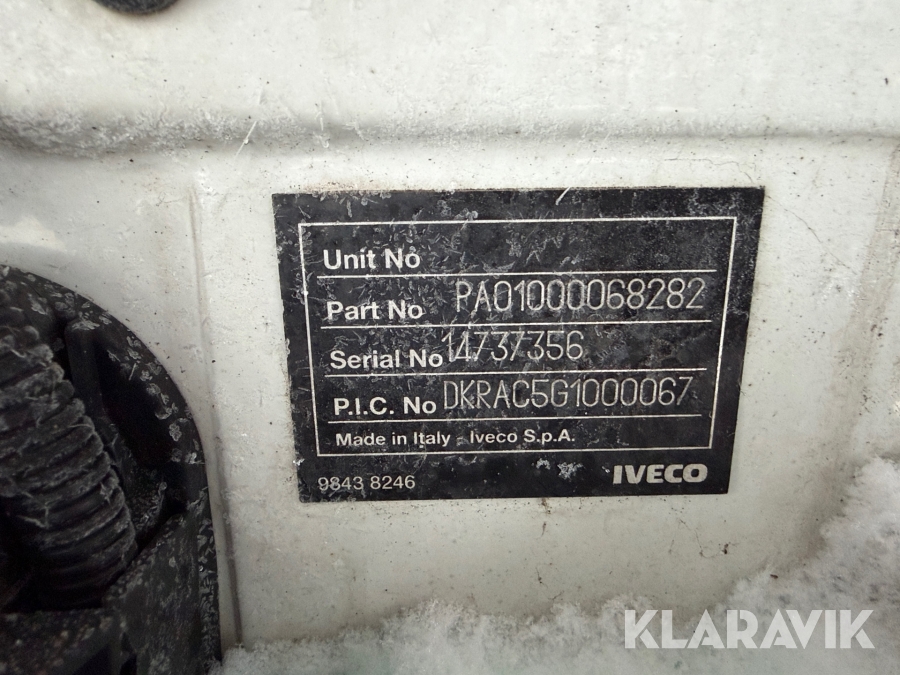 Unit No
Part No PA01000068282
Serial No 14737356
P.I.C. No DKRAC5G1000067
Made in Italy - Iveco S.p.A.
9843 8246 IVECO
KLARAVIK